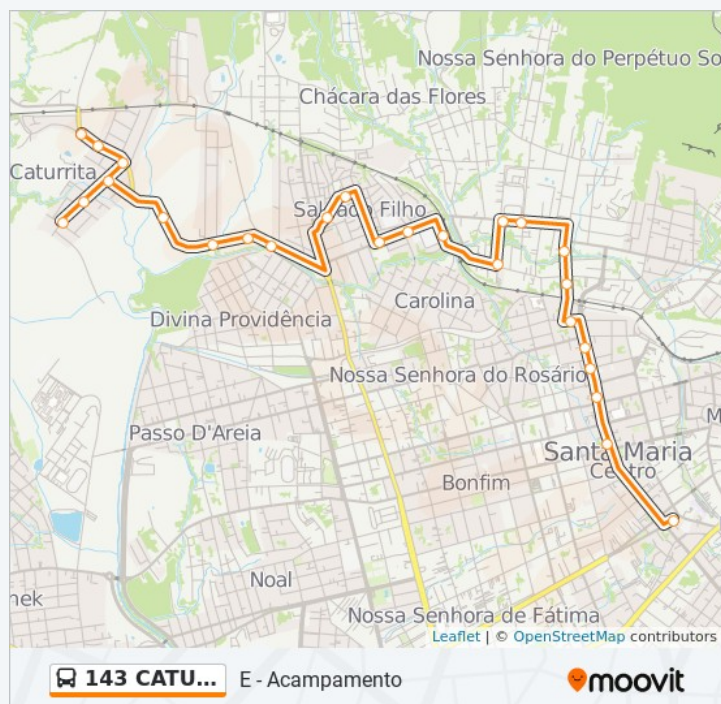 Nossa Senhora do Perpétuo So
Chácara das Flores
Caturrita
Salgado Filho
Carolina
Divina Providência
Nossa Senhora do Rosário
Passo D'Areia
M
Santa Maria
Centro
Bonfim
Noal
nek
Nossa Senhora de Fátima
Leaflet | © OpenStreetMap contributors
143 CATU...
E - Acampamento
moovit